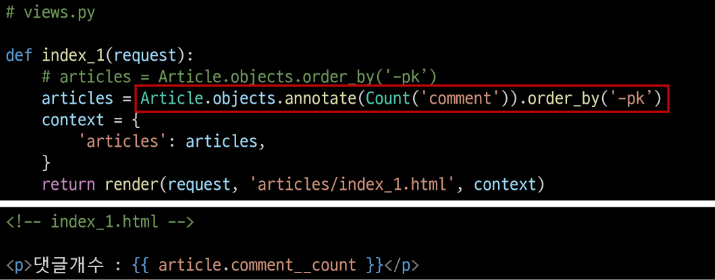 # views.py
def index_1(request):
# articles = Article.objects.order_by('-pk’)
articles = Article.objects.annotate(Count('comment')).order_by('-pk’)
context = {
'articles': articles,
}
return render(request, 'articles/index_1.html', context)
<!-- index_1.html -->
<p>댓글개수 : {{ article.comment__count }}</p>